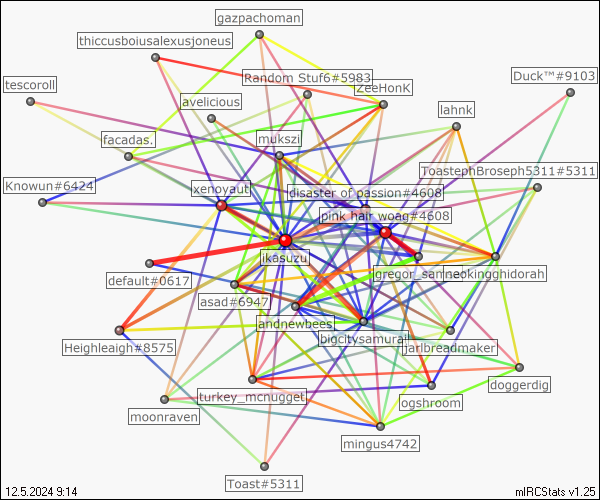 gazpachoman
thiccusboiusalexusjoneus
Random Stuf6#5983
Duck™#9103
tescoroll
ZeeHonK
avelicious
lahnk
facadas.
mukszi
ToastephBroseph5311#5311
Knowun#6424
xenoyaut
disaster of passion#4608
pink hair woag#4608
ikasuzu
default#0617
neokingghidorah
asad#6947
andnewbees
bigcitysamurai
Heighleaigh#8575
jarlbreadmaker
doggerdig
turkey_mcnugget
ogshroom
moonraven
mingus4742
Toast#5311
12.5.2024 9:14
mIRCStats v1.25